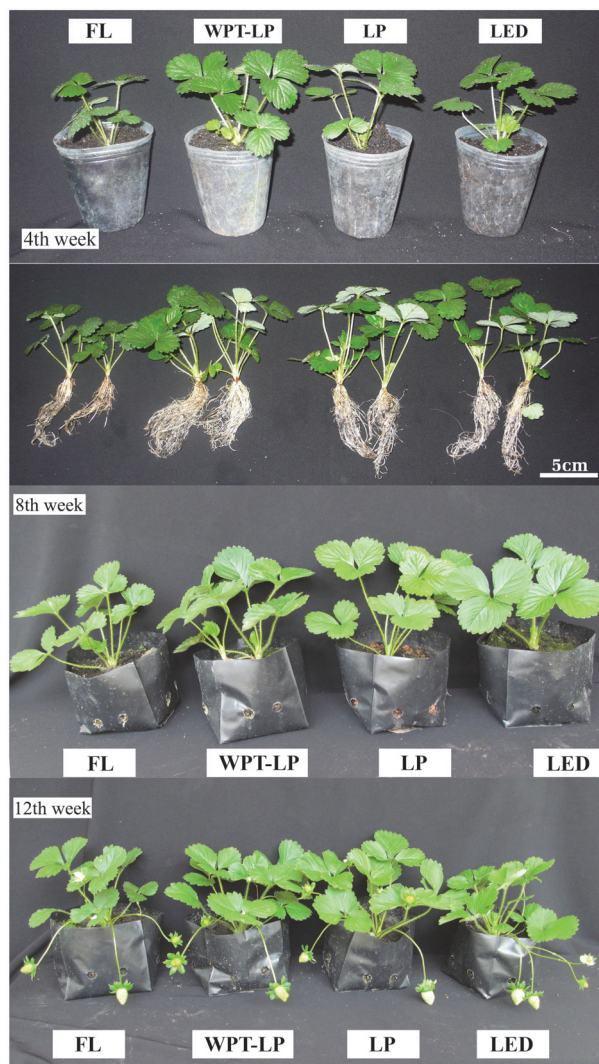 FL WPT-LP LP LED
4th week
5cm
8th week
FL WPT-LP LP LED
12th week
FL WPT-LP LP LED